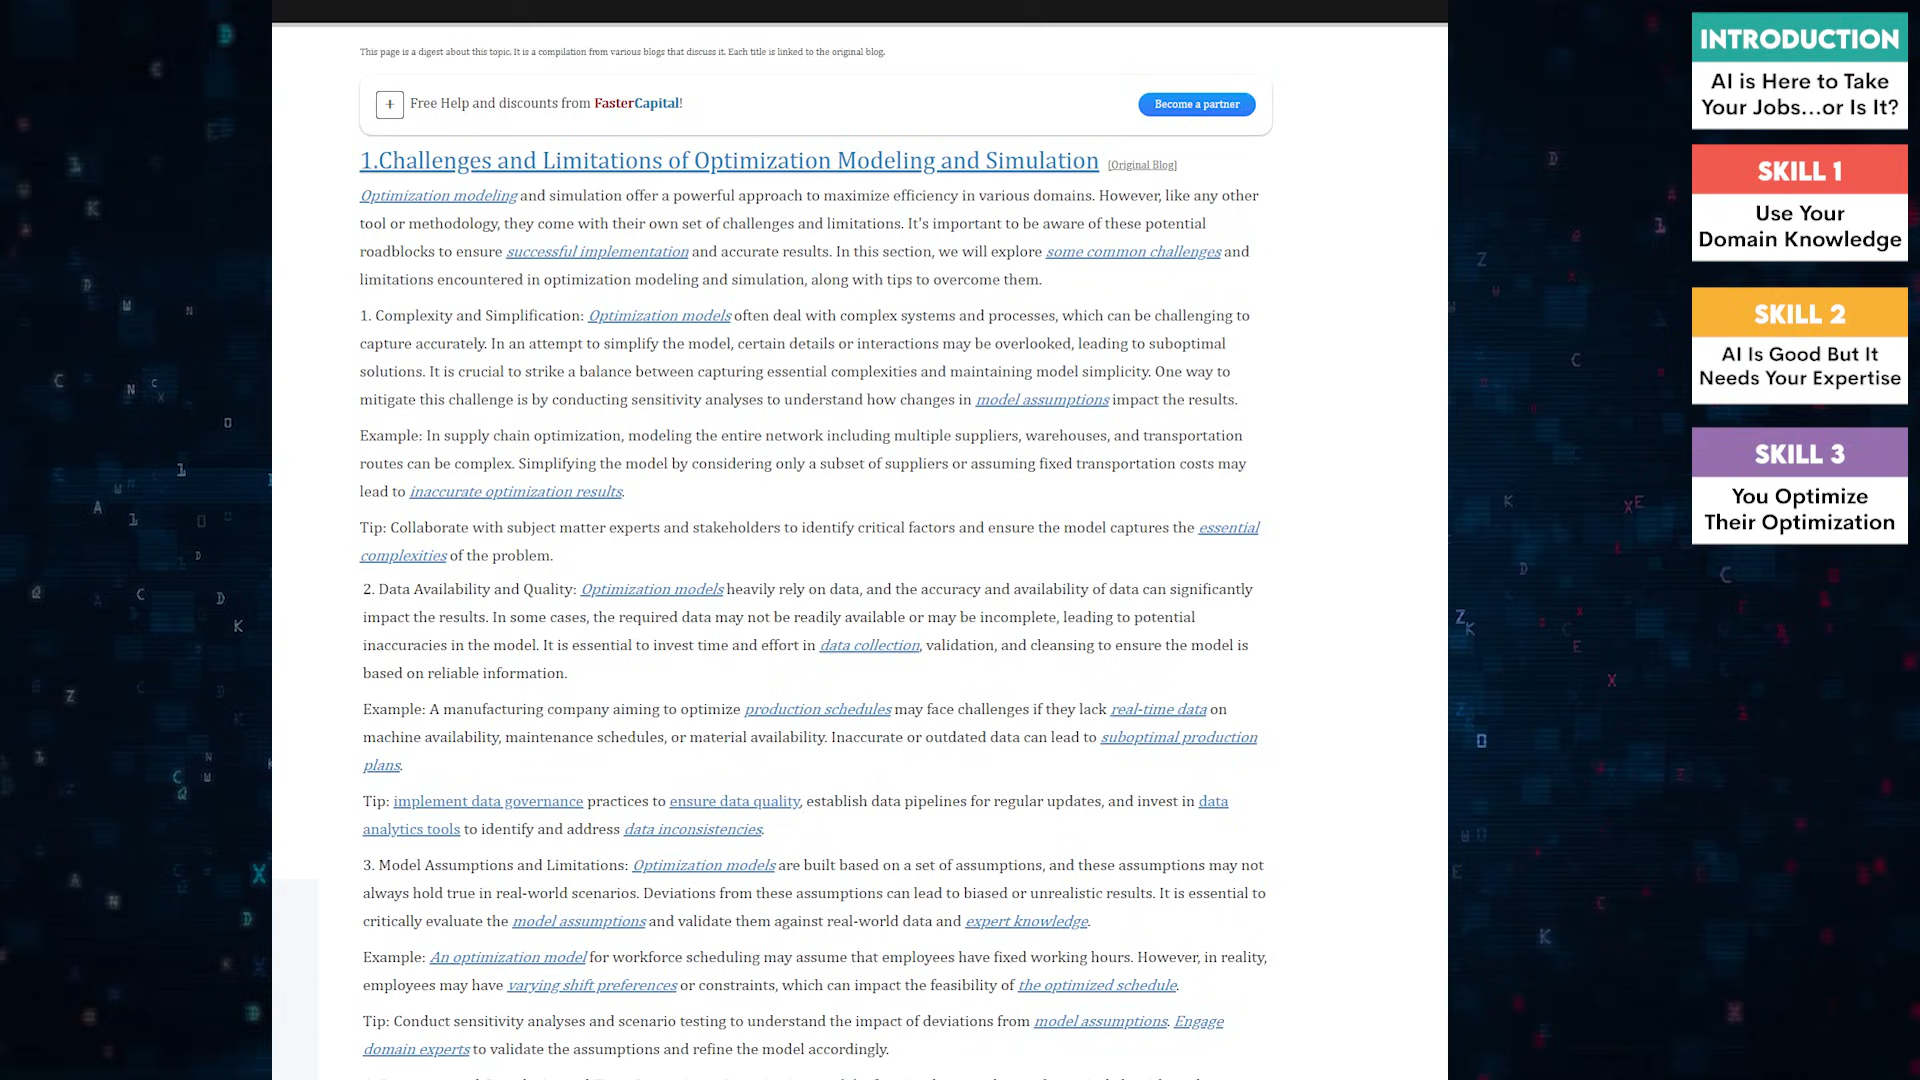 This page is a digest about this topic. It is a compilation from various blogs that discuss it. Each title is linked to the original blog.
+ Free Help and discounts from FasterCapital!
Become a partner
1.Challenges and Limitations of Optimization Modeling and Simulation [Original Blog]
Optimization modeling and simulation offer a powerful approach to maximize efficiency in various domains. However, like any other
tool or methodology, they come with their own set of challenges and limitations. It's important to be aware of these potential
roadblocks to ensure successful implementation and accurate results. In this section, we will explore some common challenges and
limitations encountered in optimization modeling and simulation, along with tips to overcome them.
1. Complexity and Simplification: Optimization models often deal with complex systems and processes, which can be challenging to
capture accurately. In an attempt to simplify the model, certain details or interactions may be overlooked, leading to suboptimal
solutions. It is crucial to strike a balance between capturing essential complexities and maintaining model simplicity. One way to
mitigate this challenge is by conducting sensitivity analyses to understand how changes in model assumptions impact the results.
Example: In supply chain optimization, modeling the entire network including multiple suppliers, warehouses, and transportation
routes can be complex. Simplifying the model by considering only a subset of suppliers or assuming fixed transportation costs may
lead to inaccurate optimization results.
Tip: Collaborate with subject matter experts and stakeholders to identify critical factors and ensure the model captures the essential
complexities of the problem.
2. Data Availability and Quality: Optimization models heavily rely on data, and the accuracy and availability of data can significantly
impact the results. In some cases, the required data may not be readily available or may be incomplete, leading to potential
inaccuracies in the model. It is essential to invest time and effort in data collection, validation, and cleansing to ensure the model is
based on reliable information.
Example: A manufacturing company aiming to optimize production schedules may face challenges if they lack real-time data on
machine availability, maintenance schedules, or material availability. Inaccurate or outdated data can lead to suboptimal production
plans.
Tip: implement data governance practices to ensure data quality, establish data pipelines for regular updates, and invest in data
analytics tools to identify and address data inconsistencies.
3. Model Assumptions and Limitations: Optimization models are built based on a set of assumptions, and these assumptions may not
always hold true in real-world scenarios. Deviations from these assumptions can lead to biased or unrealistic results. It is essential to
critically evaluate the model assumptions and validate them against real-world data and expert knowledge.
Example: An optimization model for workforce scheduling may assume that employees have fixed working hours. However, in reality,
employees may have varying shift preferences or constraints, which can impact the feasibility of the optimized schedule.
Tip: Conduct sensitivity analyses and scenario testing to understand the impact of deviations from model assumptions. Engage
domain experts to validate the assumptions and refine the model accordingly.
INTRODUCTION
AI is Here to Take
Your Jobs...or Is It?
SKILL 1
Use Your
Domain Knowledge
SKILL 2
AI Is Good But It
Needs Your Expertise
SKILL 3
You Optimize
Their Optimization